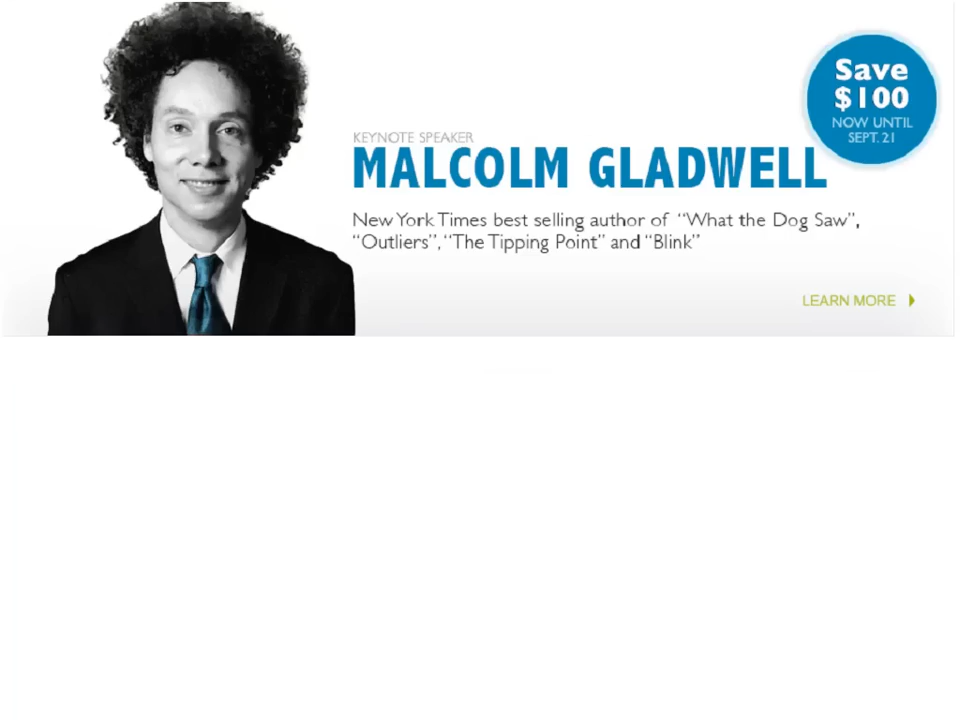 Save
$100
NOW UNTIL
SEPT. 21
KEYNOTE SPEAKER
MALCOLM GLADWELL
New York Times best selling author of “What the Dog Saw”,
“Outliers”, “The Tipping Point” and “Blink”
LEARN MORE